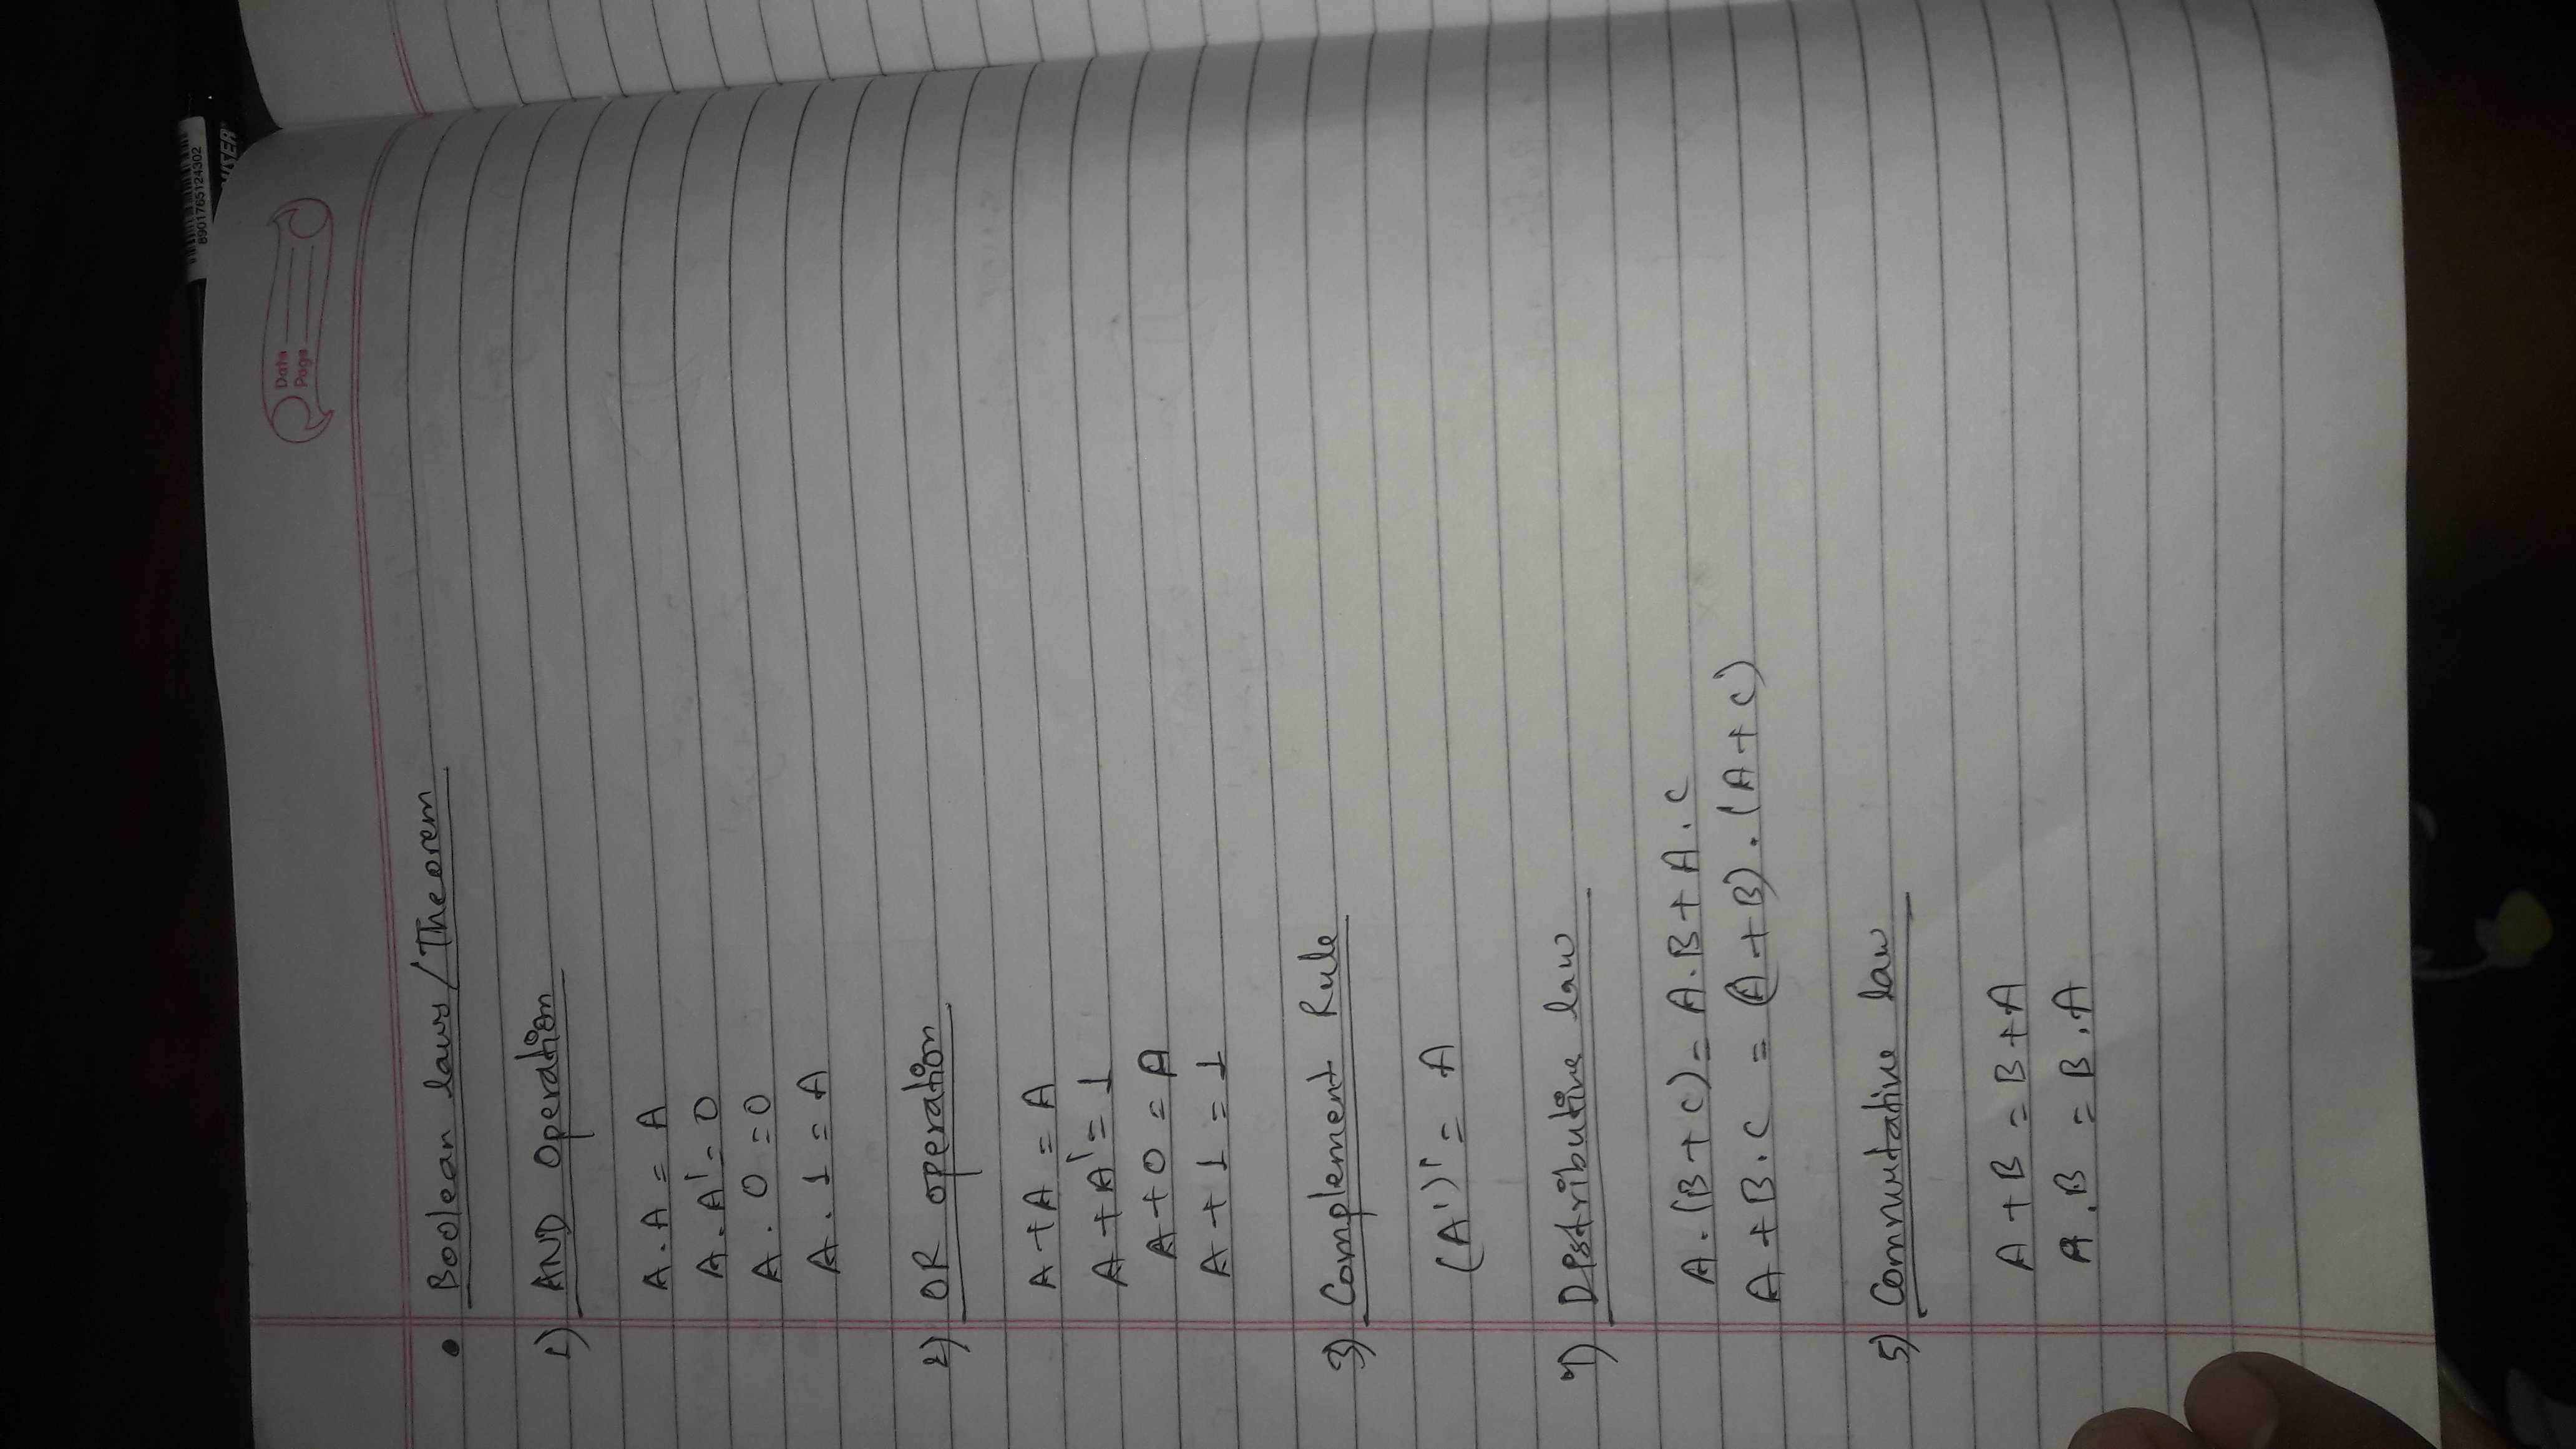 8901765124302
USER
Date
Page
• Boolean laws/Theorem
1) AND Operation
A . A = A
A . A' = 0
A . 0 = 0
A . 1 = A
2) OR operation
A + A = A
A + A' = 1
A + 0 = A
A + 1 = 1
3) Complement Rule
(A')' = A
4) Distributive law
A . (B + C) = A . B + A . C
A + B . C = (A + B) . (A + C)
5) Commutative law
A + B = B + A
A . B = B . A